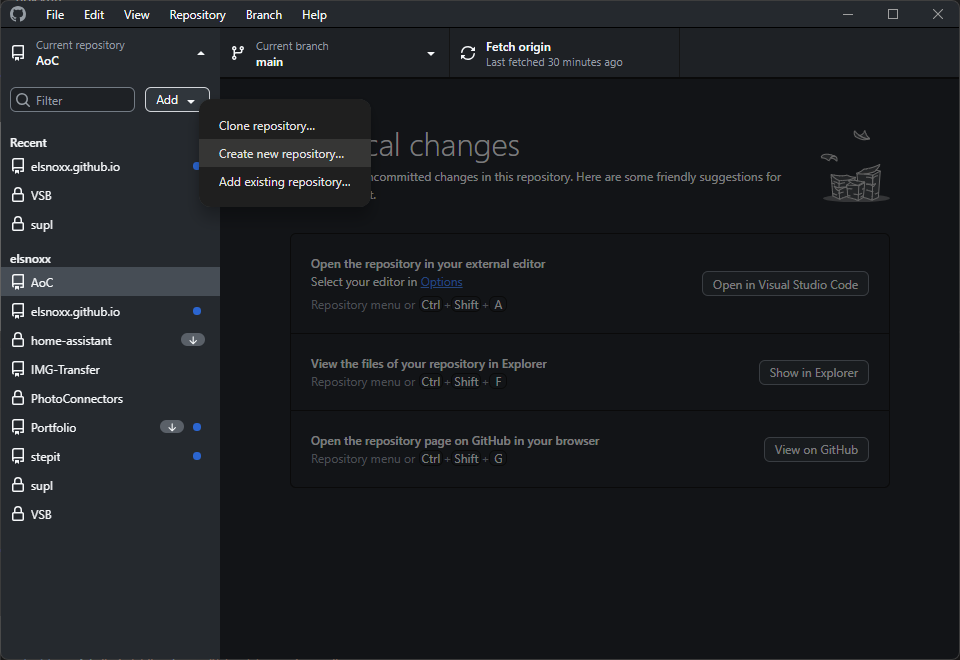 File Edit View Repository Branch Help
Current repository
AoC
Current branch
main
Fetch origin
Last fetched 30 minutes ago
Filter
Add
Clone repository...
Create new repository...
Add existing repository...
Recent
elsnoxx.github.io
VSB
supl
elsnoxx
AoC
elsnoxx.github.io
home-assistant
IMG-Transfer
PhotoConnectors
Portfolio
stepit
supl
VSB
changes
changes in this repository. Here are some friendly suggestions for
Open the repository in your external editor
Select your editor in Options
Repository menu or Ctrl + Shift + A
Open in Visual Studio Code
View the files of your repository in Explorer
Repository menu or Ctrl + Shift + F
Show in Explorer
Open the repository page on GitHub in your browser
Repository menu or Ctrl + Shift + G
View on GitHub